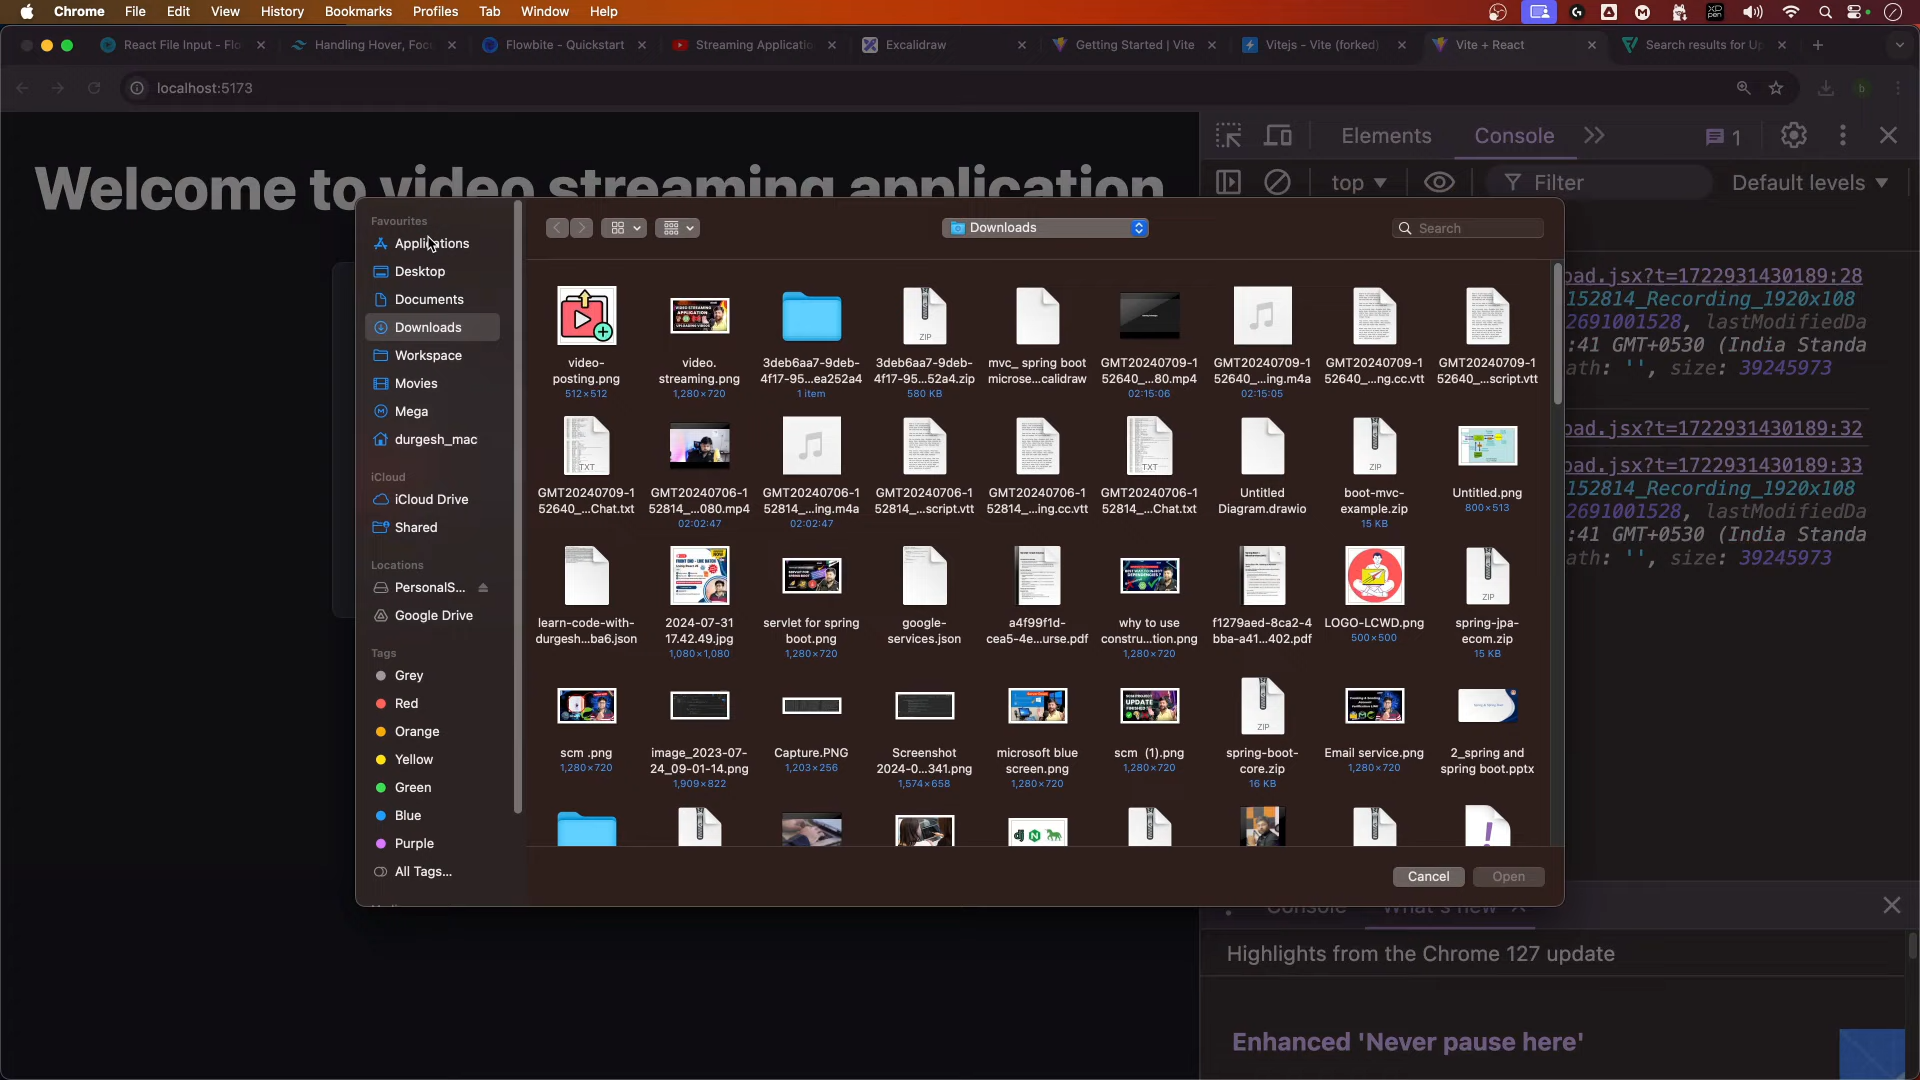 Chrome File Edit View History Bookmarks Profiles Tab Window Help
React File Input - Flo
Handling Hover, Foc
Flowbite - Quickstart
Streaming Applicatio
Excalidraw
Getting Started | Vite
Vitejs - Vite (forked)
Vite + React
Search results for Up
localhost:5173
Welcome to video streaming application
Elements Console 1
top Filter Default levels
Favourites
Applications
Desktop
Documents
Downloads
Workspace
Movies
Mega
durgesh_mac
iCloud
iCloud Drive
Shared
Locations
PersonalS...
Google Drive
Tags
Grey
Red
Orange
Yellow
Green
Blue
Purple
All Tags...
Downloads
Search
video-
posting.png
512×512
video.
streaming.png
1,280×720
3deb6aa7-9deb-
4f17-95...ea252a4
1 item
ZIP
3deb6aa7-9deb-
4f17-95...52a4.zip
580 KB
mvc_ spring boot
microse...calidraw
GMT20240709-1
52640_...80.mp4
02:15:06
GMT20240709-1
52640_...ing.m4a
02:15:05
GMT20240709-1
52640_...ng.cc.vtt
GMT20240709-1
52640_...script.vtt
TXT
GMT20240709-1
52640_...Chat.txt
GMT20240706-1
52814_...080.mp4
02:02:47
GMT20240706-1
52814_...ing.m4a
02:02:47
GMT20240706-1
52814_...script.vtt
GMT20240706-1
52814_...ing.cc.vtt
TXT
GMT20240706-1
52814_...Chat.txt
Untitled
Diagram.drawio
ZIP
boot-mvc-
example.zip
15 KB
Untitled.png
800×513
learn-code-with-
durgesh...ba6.json
2024-07-31
17.42.49.jpg
1,080×1,080
servlet for spring
boot.png
1,280×720
google-
services.json
a4f99f1d-
cea5-4e...urse.pdf
why to use
constru...tion.png
1,280×720
f1279aed-8ca2-4
bba-a41...402.pdf
LOGO-LCWD.png
500×500
ZIP
spring-jpa-
ecom.zip
15 KB
scm .png
1,280×720
image_2023-07-
24_09-01-14.png
1,909×822
Capture.PNG
1,203×256
Screenshot
2024-0...341.png
1,574×658
microsoft blue
screen.png
1,280×720
scm (1).png
1,280×720
ZIP
spring-boot-
core.zip
16 KB
Email service.png
1,280×720
2_spring and
spring boot.pptx
Cancel Open
oad.jsx?t=1722931430189:28
152814_Recording_1920x108
2691001528, lastModifiedDa
:41 GMT+0530 (India Standa
ath: '', size: 39245973
oad.jsx?t=1722931430189:32
oad.jsx?t=1722931430189:33
152814_Recording_1920x108
2691001528, lastModifiedDa
:41 GMT+0530 (India Standa
ath: '', size: 39245973
Console What's new
Highlights from the Chrome 127 update
Enhanced 'Never pause here'